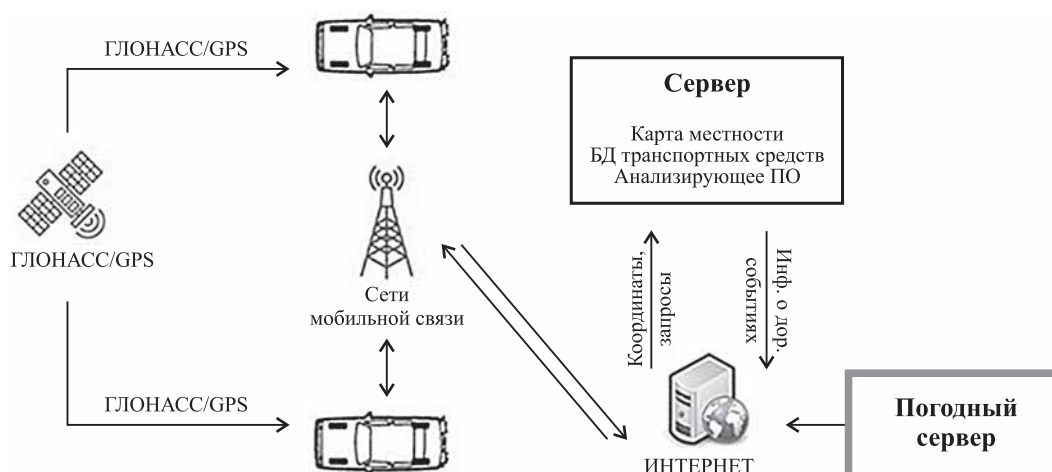 ГЛОНАСС/GPS
Сервер
Карта местности
БД транспортных средств
Анализирующее ПО
ГЛОНАСС/GPS
Сети
мобильной связи
Координаты,
запросы
Инф. о дор.
событиях
ГЛОНАСС/GPS
Погодный
сервер
ИНТЕРНЕТ